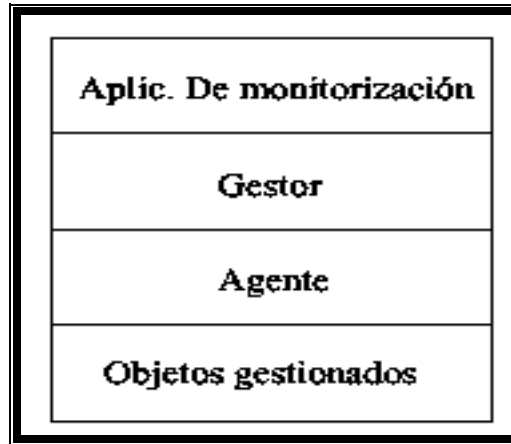 Aplic. De monitorización
Gestor
Agente
Objetos gestionados